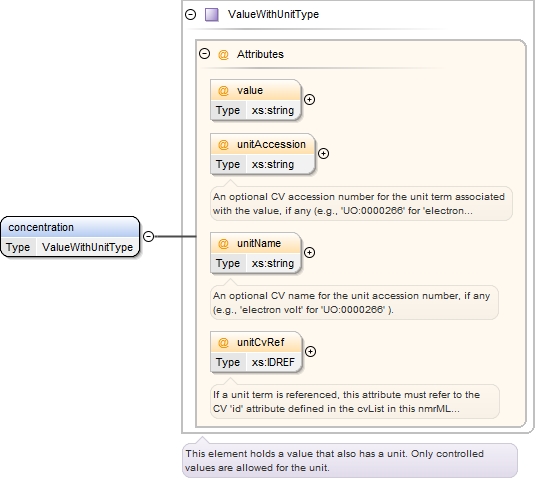 ValueWithUnitType
@ Attributes
@ value
Type xs:string
@ unitAccession
Type xs:string
An optional CV accession number for the unit term associated
with the value, if any (e.g., 'UO:0000266' for 'electron...
concentration
Type ValueWithUnitType
@ unitName
Type xs:string
An optional CV name for the unit accession number, if any
(e.g., 'electron volt' for 'UO:0000266' ).
@ unitCvRef
Type xs:IDREF
If a unit term is referenced, this attribute must refer to the
CV 'id' attribute defined in the cvList in this nmrML...
This element holds a value that also has a unit. Only controlled
values are allowed for the unit.